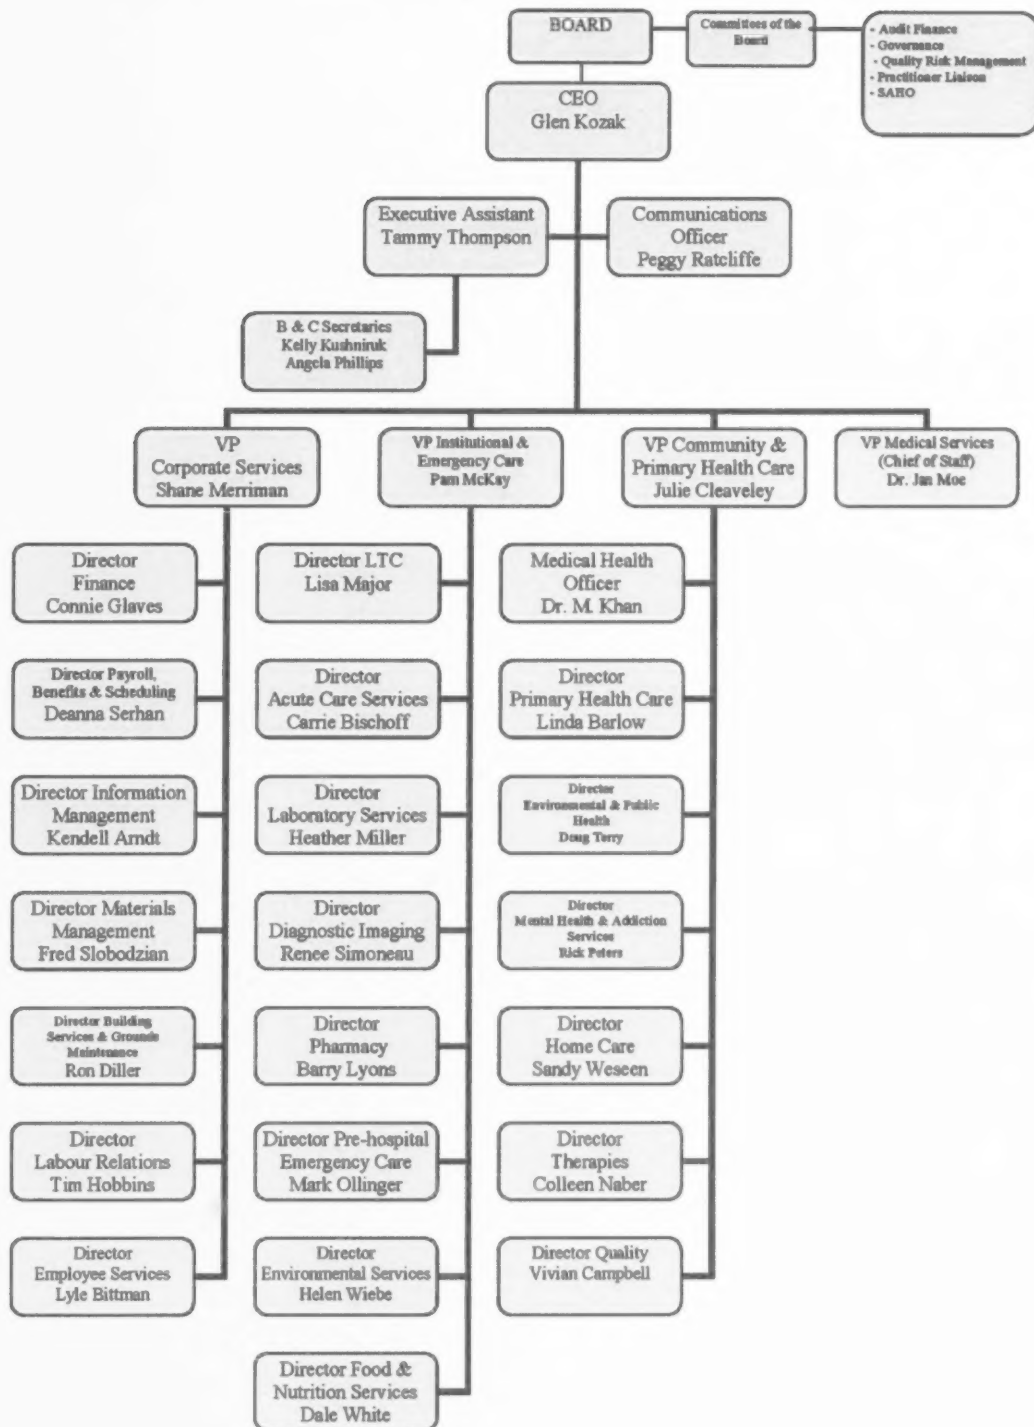 BOARD
Committees of the
Board
- Audit Finance
- Governance
- Quality Risk Management
- Practitioner Liaison
- SAHO
CEO
Glen Kozak
Executive Assistant
Tammy Thompson
Communications
Officer
Peggy Ratcliffe
B & C Secretaries
Kelly Kushniruk
Angela Phillips
VP
Corporate Services
Shane Merriman
VP Institutional &
Emergency Care
Pam McKay
VP Community &
Primary Health Care
Julie Cleaveley
VP Medical Services
(Chief of Staff)
Dr. Jan Moe
Director
Finance
Connie Glaves
Director LTC
Lisa Major
Medical Health
Officer
Dr. M. Khan
Director Payroll,
Benefits & Scheduling
Deanna Serhan
Director
Acute Care Services
Carrie Bischoff
Director
Primary Health Care
Linda Barlow
Director Information
Management
Kendell Arndt
Director
Laboratory Services
Heather Miller
Director
Environmental & Public
Health
Doug Terry
Director Materials
Management
Fred Slobodzian
Director
Diagnostic Imaging
Renee Simoneau
Director
Mental Health & Addiction
Services
Rick Peters
Director Building
Services & Grounds
Maintenance
Ron Diller
Director
Pharmacy
Barry Lyons
Director
Home Care
Sandy Weseen
Director
Labour Relations
Tim Hobbins
Director Pre-hospital
Emergency Care
Mark Ollinger
Director
Therapies
Colleen Naber
Director
Employee Services
Lyle Bittman
Director
Environmental Services
Helen Wiebe
Director Quality
Vivian Campbell
Director Food &
Nutrition Services
Dale White